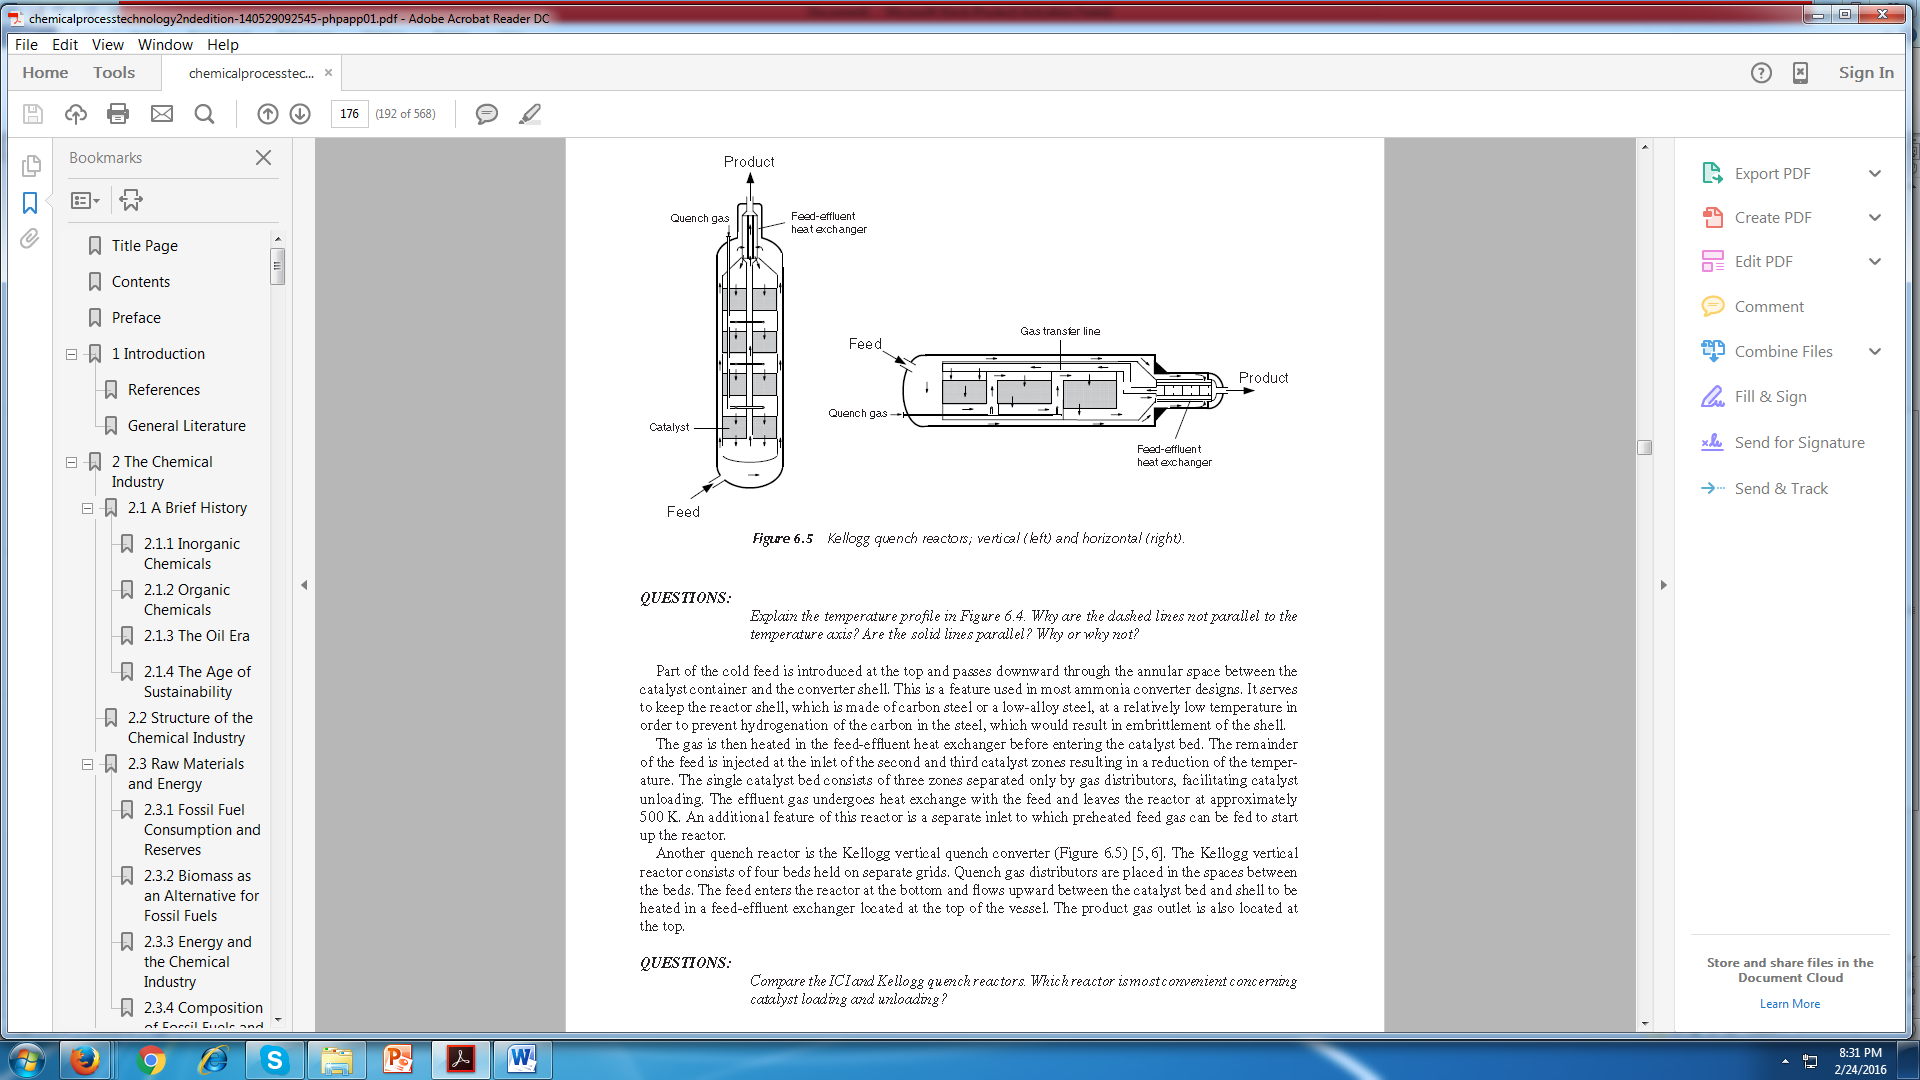 chemicalprocesstechnology2ndedition-140529092545-phpapp01.pdf - Adobe Acrobat Reader DC
File Edit View Window Help
Home Tools chemicalprocesstec... × Sign In
176 (192 of 568)
Bookmarks
Title Page
Contents
Preface
1 Introduction
References
General Literature
2 The Chemical
Industry
2.1 A Brief History
2.1.1 Inorganic
Chemicals
2.1.2 Organic
Chemicals
2.1.3 The Oil Era
2.1.4 The Age of
Sustainability
2.2 Structure of the
Chemical Industry
2.3 Raw Materials
and Energy
2.3.1 Fossil Fuel
Consumption and
Reserves
2.3.2 Biomass as
an Alternative for
Fossil Fuels
2.3.3 Energy and
the Chemical
Industry
2.3.4 Composition
of Fossil Fuels and
Product
Quench gas
Feed-effluent
heat exchanger
Catalyst
Feed
Gas transfer line
Feed
Product
Quench gas
Feed-effluent
heat exchanger
Figure 6.5 Kellogg quench reactors; vertical (left) and horizontal (right).
QUESTIONS:
Explain the temperature profile in Figure 6.4. Why are the dashed lines not parallel to the
temperature axis? Are the solid lines parallel? Why or why not?
Part of the cold feed is introduced at the top and passes downward through the annular space between the
catalyst container and the converter shell. This is a feature used in most ammonia converter designs. It serves
to keep the reactor shell, which is made of carbon steel or a low-alloy steel, at a relatively low temperature in
order to prevent hydrogenation of the carbon in the steel, which would result in embrittlement of the shell.
The gas is then heated in the feed-effluent heat exchanger before entering the catalyst bed. The remainder
of the feed is injected at the inlet of the second and third catalyst zones resulting in a reduction of the temper-
ature. The single catalyst bed consists of three zones separated only by gas distributors, facilitating catalyst
unloading. The effluent gas undergoes heat exchange with the feed and leaves the reactor at approximately
500 K. An additional feature of this reactor is a separate inlet to which preheated feed gas can be fed to start
up the reactor.
Another quench reactor is the Kellogg vertical quench converter (Figure 6.5) [5, 6]. The Kellogg vertical
reactor consists of four beds held on separate grids. Quench gas distributors are placed in the spaces between
the beds. The feed enters the reactor at the bottom and flows upward between the catalyst bed and shell to be
heated in a feed-effluent exchanger located at the top of the vessel. The product gas outlet is also located at
the top.
QUESTIONS:
Compare the ICI and Kellogg quench reactors. Which reactor is most convenient concerning
catalyst loading and unloading?
Export PDF
Create PDF
Edit PDF
Comment
Combine Files
Fill & Sign
Send for Signature
Send & Track
Store and share files in the
Document Cloud
Learn More
8:31 PM
2/24/2016